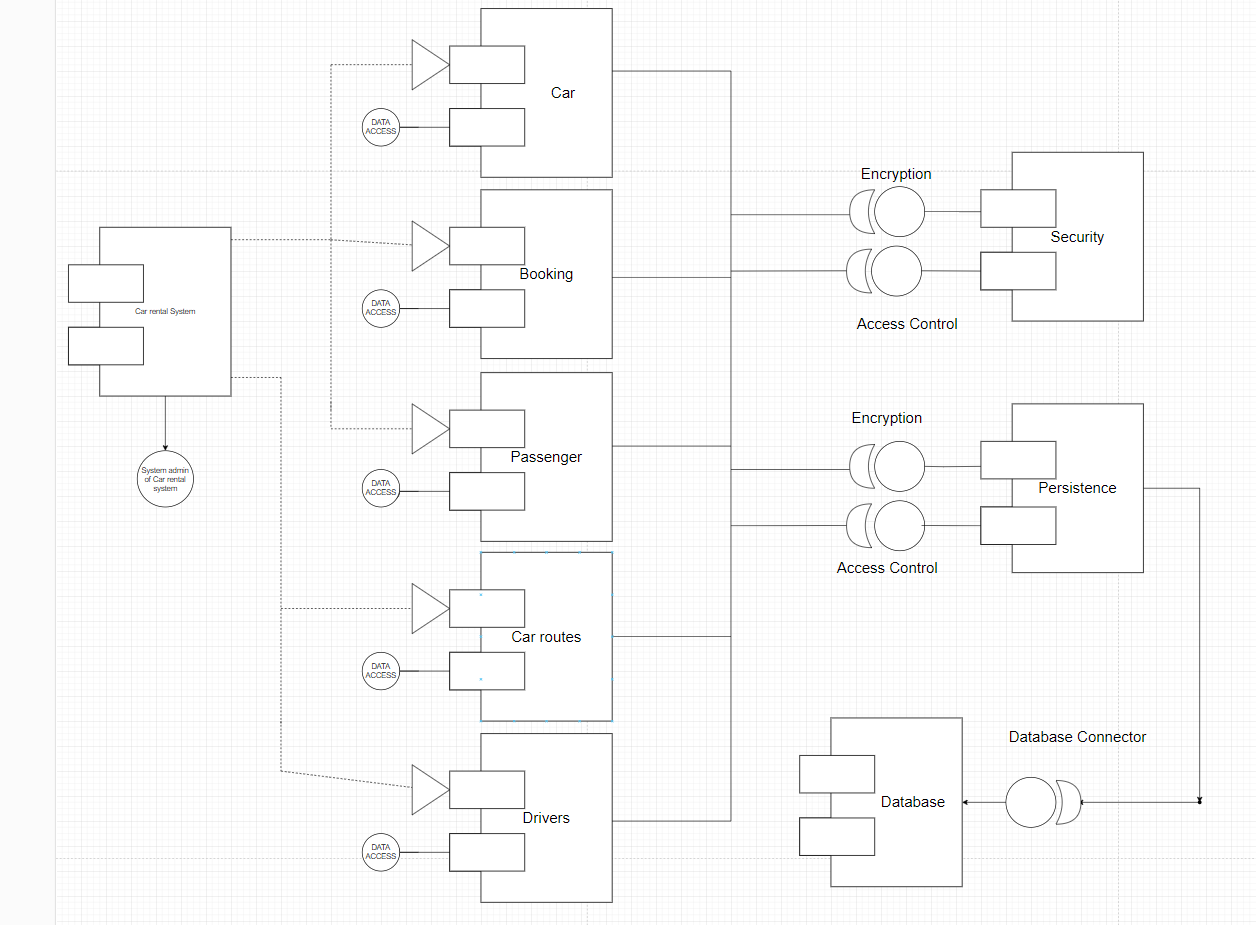 Car
DATA
ACCESS
Encryption
Security
Access Control
Booking
DATA
ACCESS
Car rental System
System admin
of Car rental
system
Passenger
DATA
ACCESS
Encryption
Persistence
Access Control
Car routes
DATA
ACCESS
Database Connector
Database
Drivers
DATA
ACCESS